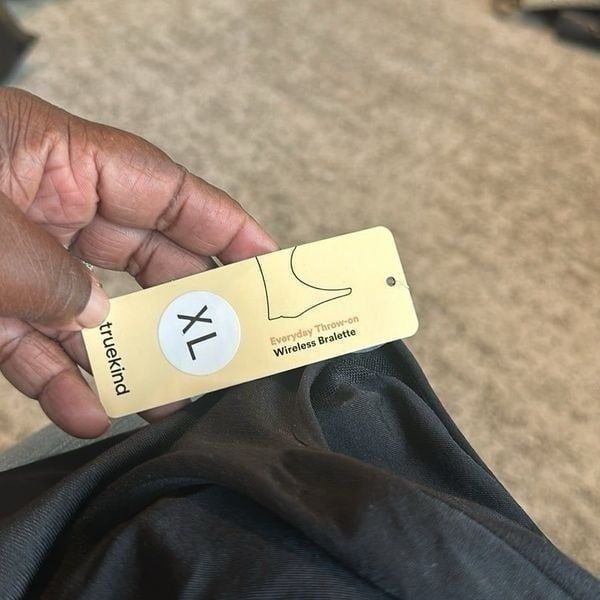 truekind
XL
Everyday Throw-on
Wireless Bralette